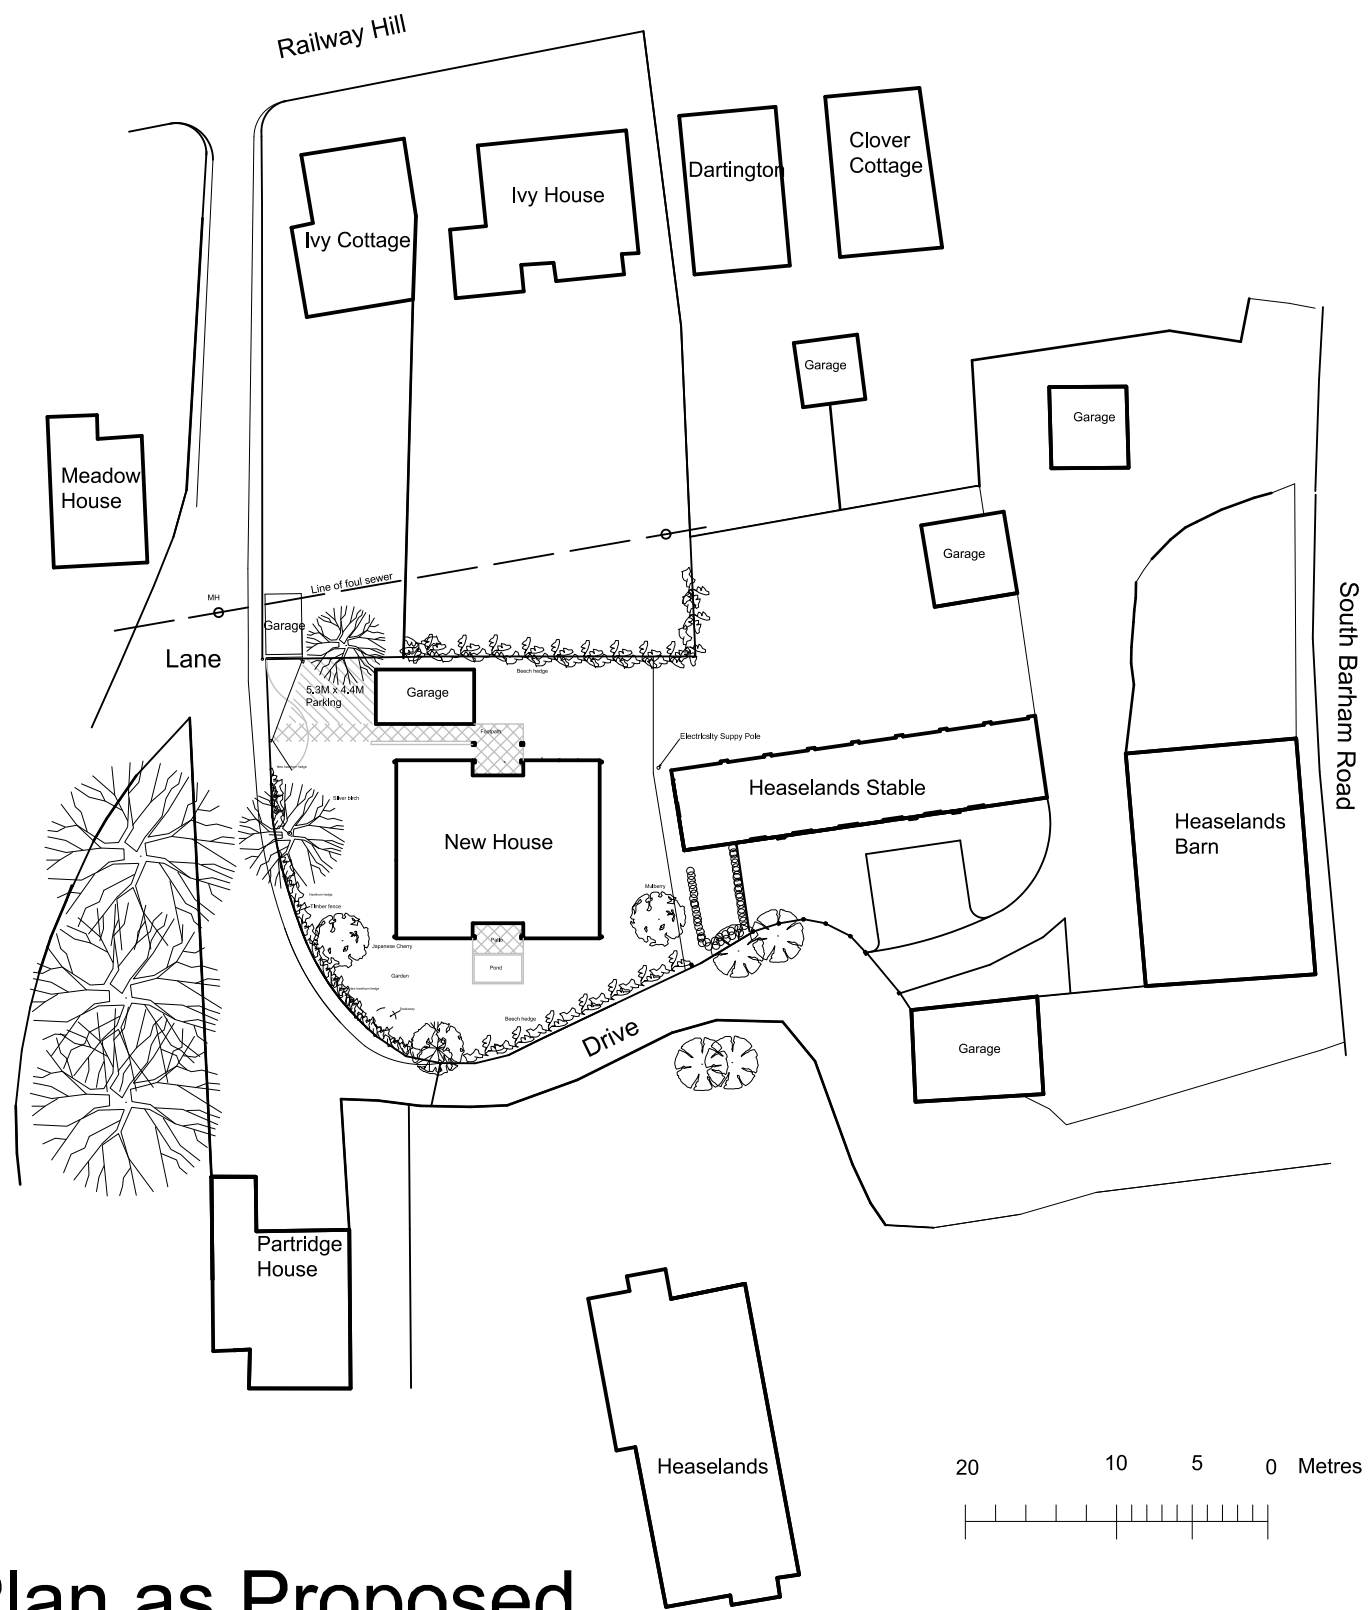 Railway Hill
Clover
Cottage
Dartington
Ivy House
Ivy Cottage
Garage
Garage
Meadow
House
Garage
Line of foul sewer
MH
Garage
Lane
South Barham Road
Beech hedge
5.3M x 4.4M
Parking
Garage
Footpath
Electricsity Suppy Pole
Heaselands Stable
Silver birch
New House
Heaselands
Barn
Mulberry
Timber fence
Japanese Cherry
Patio
Pond
Garden
Beech hedge
Drive
Garage
Partridge
House
Heaselands
20 10 5 0 Metres
Plan as Proposed